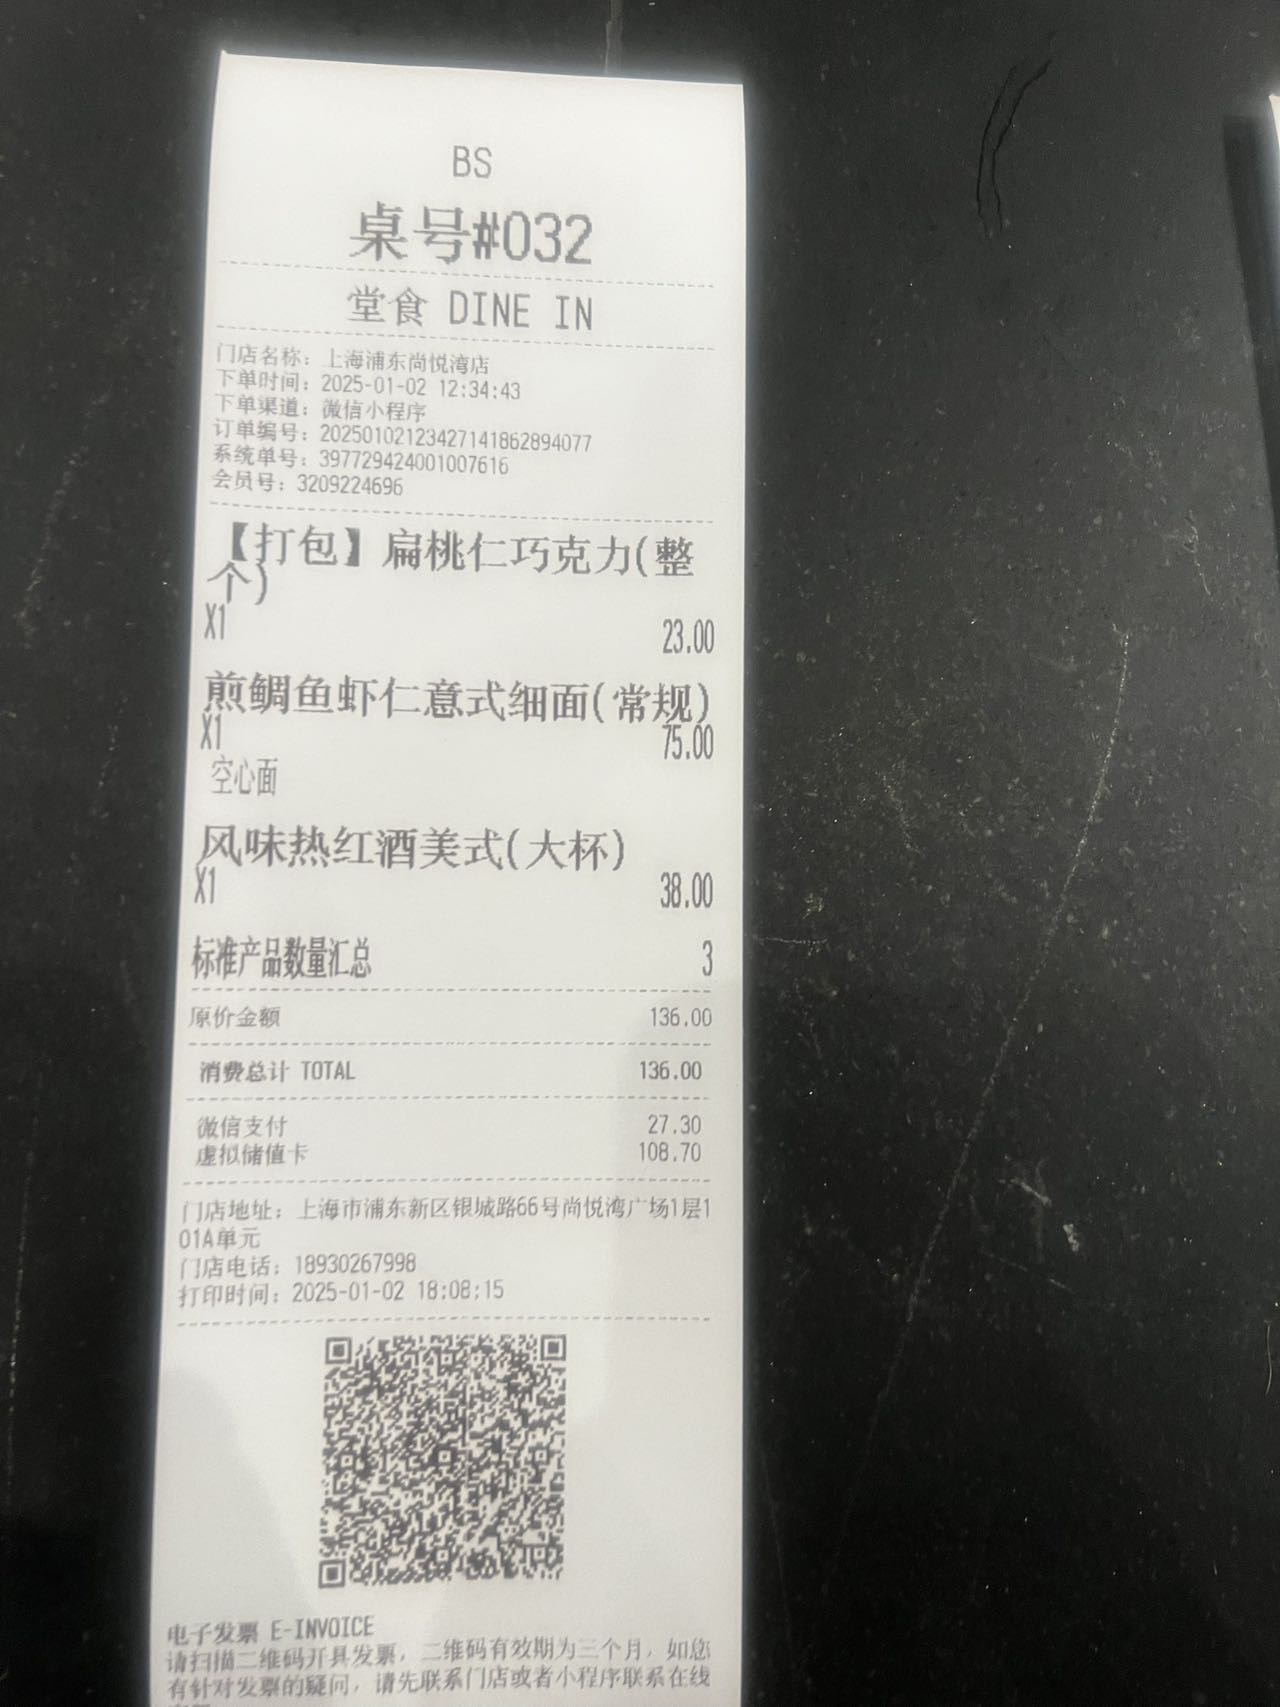 BS
桌号#032
堂食 DINE IN
门店名称：上海浦东尚悦湾店
下单时间：2025-01-02 12:34:43
下单渠道：微信小程序
订单编号：20250102123427141862894077
系统单号：397729424001007616
会员号：3209224696
【打包】扁桃仁巧克力(整
个)
X1 23.00
煎鲷鱼虾仁意式细面(常规)
X1 75.00
空心面
风味热红酒美式(大杯)
X1 38.00
标准产品数量汇总 3
原价金额 136.00
消费总计 TOTAL 136.00
微信支付 27.30
虚拟储值卡 108.70
门店地址：上海市浦东新区银城路66号尚悦湾广场1层1
01A单元
门店电话：18930267998
打印时间：2025-01-02 18:08:15
电子发票 E-INVOICE
请扫描二维码开具发票，二维码有效期为三个月，如您
有针对发票的疑问，请先联系门店或者小程序联系在线